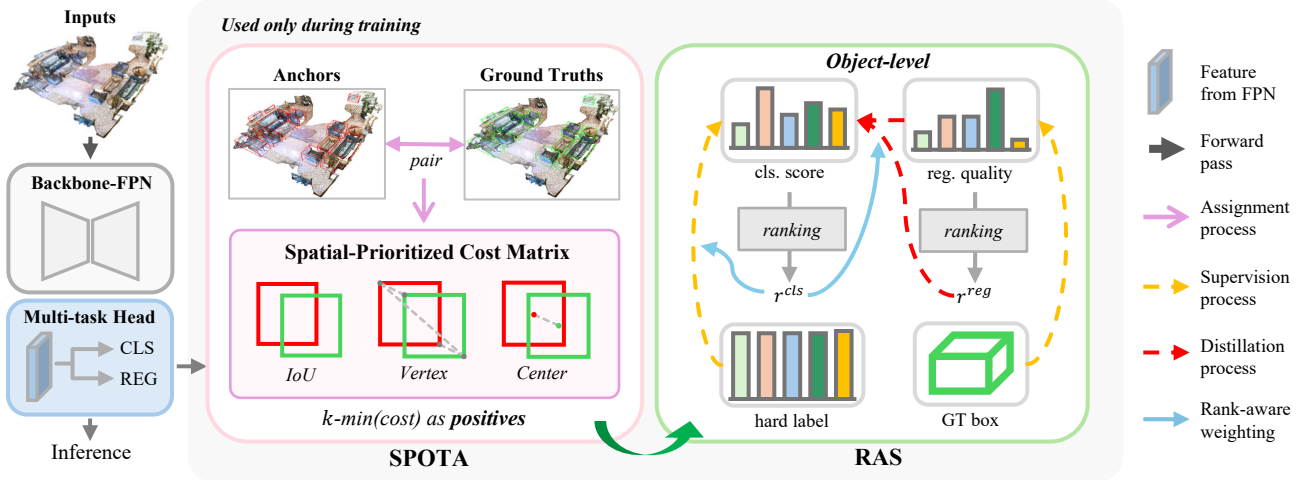 Inputs
Backbone-FPN
Multi-task Head
CLS
REG
Inference
Used only during training
Anchors
Ground Truths
pair
Spatial-Prioritized Cost Matrix
IoU
Vertex
Center
k-min(cost) as positives
SPOTA
Object-level
cls. score
reg. quality
ranking
ranking
r^{cls}
r^{reg}
hard label
GT box
RAS
Feature
from FPN
Forward
pass
Assignment
process
Supervision
process
Distillation
process
Rank-aware
weighting